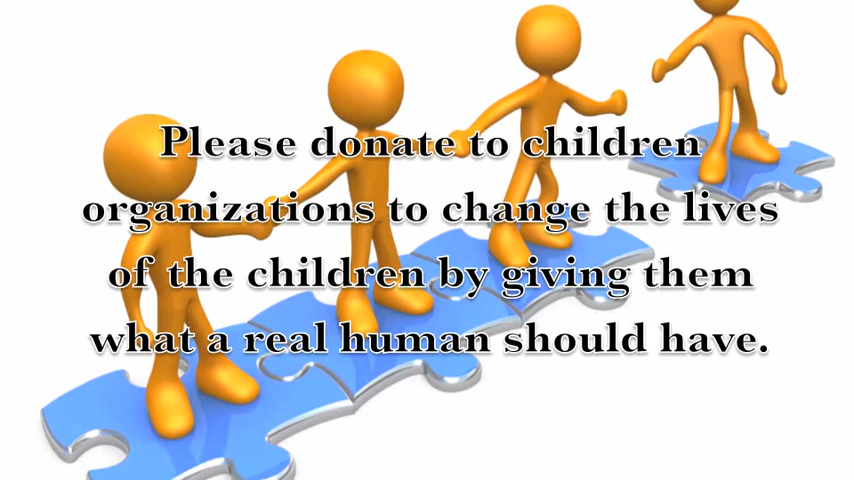 Please donate to children
organizations to change the lives
of the children by giving them
what a real human should have.